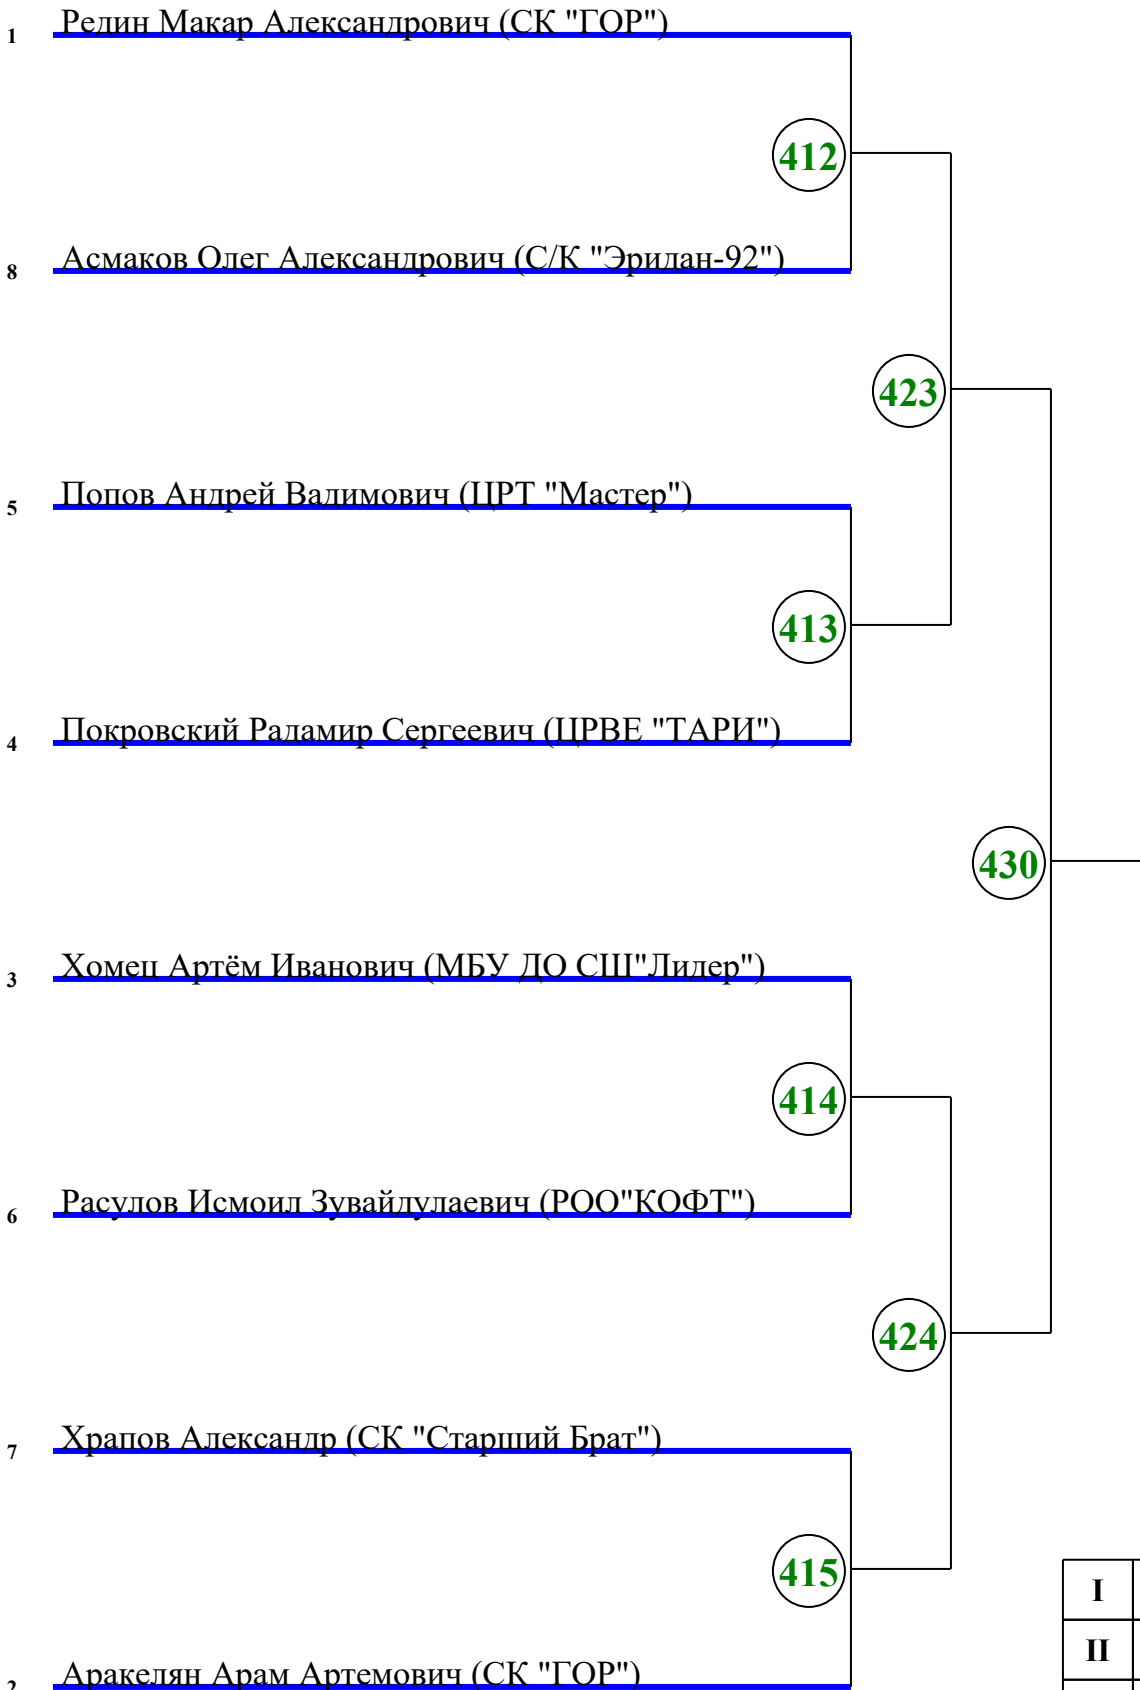 1 Редин Макар Александрович (СК "ГОР")
412
8 Асмаков Олег Александрович (С/К "Эридан-92")
423
5 Попов Андрей Вадимович (ЦРТ "Мастер")
413
4 Покровский Радамир Сергеевич (ЦРВЕ "ТАРИ")
430
3 Хомец Артём Иванович (МБУ ДО СШ"Лидер")
414
6 Расулов Исмоил Зувайдулаевич (РОО"КОФТ")
424
7 Храпов Александр (СК "Старший Брат")
415
I
II
2 Аракелян Арам Артемович (СК "ГОР")